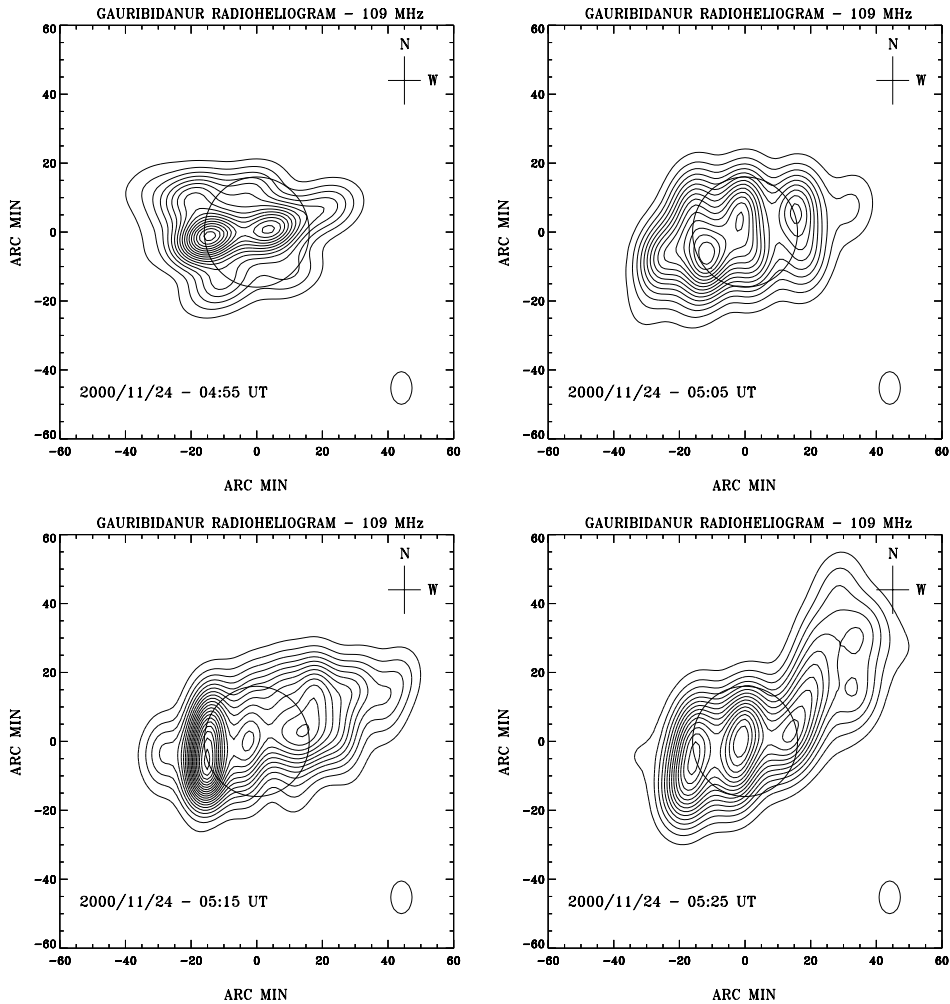 GAURIBIDANUR RADIOHELIOGRAM - 109 MHz
60
40
20
0
-20
-40
-60
ARC MIN
N
W
2000/11/24 - 04:55 UT
-60 -40 -20 0 20 40 60
ARC MIN
GAURIBIDANUR RADIOHELIOGRAM - 109 MHz
60
40
20
0
-20
-40
-60
ARC MIN
N
W
2000/11/24 - 05:05 UT
-60 -40 -20 0 20 40 60
ARC MIN
GAURIBIDANUR RADIOHELIOGRAM - 109 MHz
60
40
20
0
-20
-40
-60
ARC MIN
N
W
2000/11/24 - 05:15 UT
-60 -40 -20 0 20 40 60
ARC MIN
GAURIBIDANUR RADIOHELIOGRAM - 109 MHz
60
40
20
0
-20
-40
-60
ARC MIN
N
W
2000/11/24 - 05:25 UT
-60 -40 -20 0 20 40 60
ARC MIN